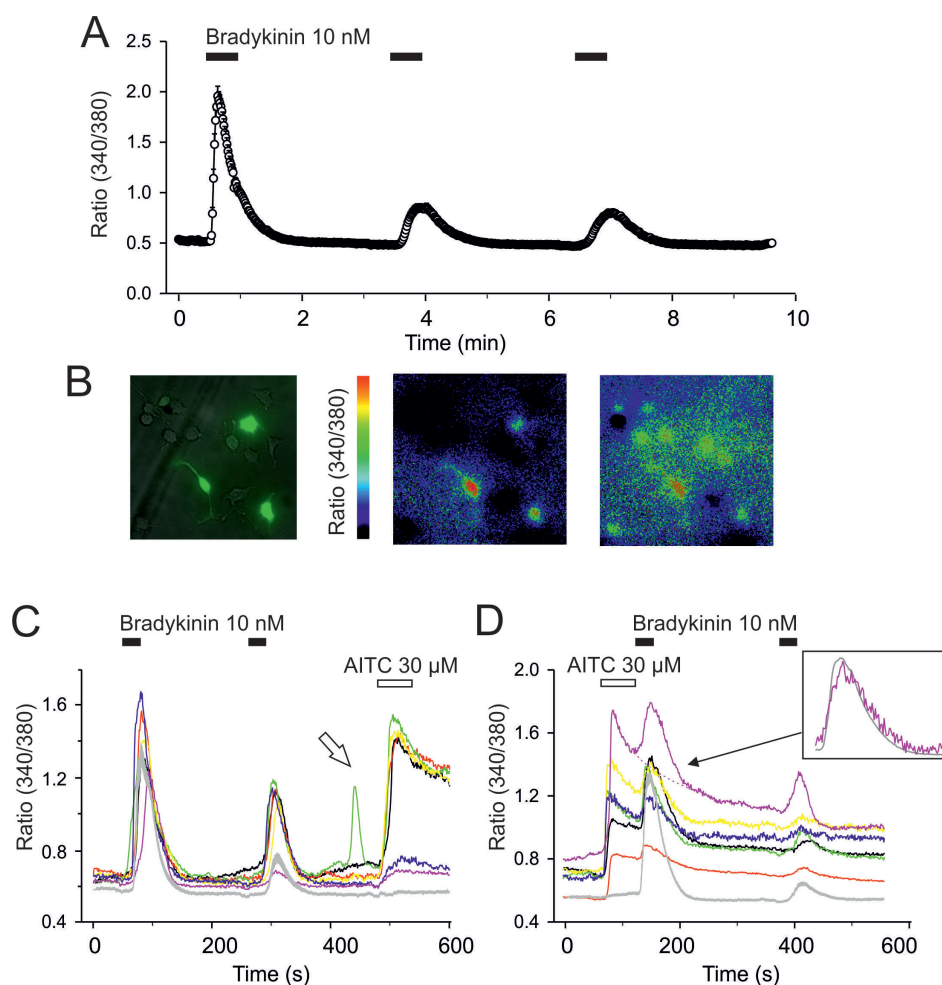 A
Bradykinin 10 nM
Ratio (340/380)
2.5
2.0
1.5
1.0
0.5
0.0
0 2 4 6 8 10
Time (min)
B
Ratio (340/380)
C
Bradykinin 10 nM
AITC 30 µM
Ratio (340/380)
1.6
1.2
0.8
0.4
0 200 400 600
Time (s)
D
Bradykinin 10 nM
AITC 30 µM
Ratio (340/380)
2.0
1.6
1.2
0.8
0.4
0 200 400 600
Time (s)